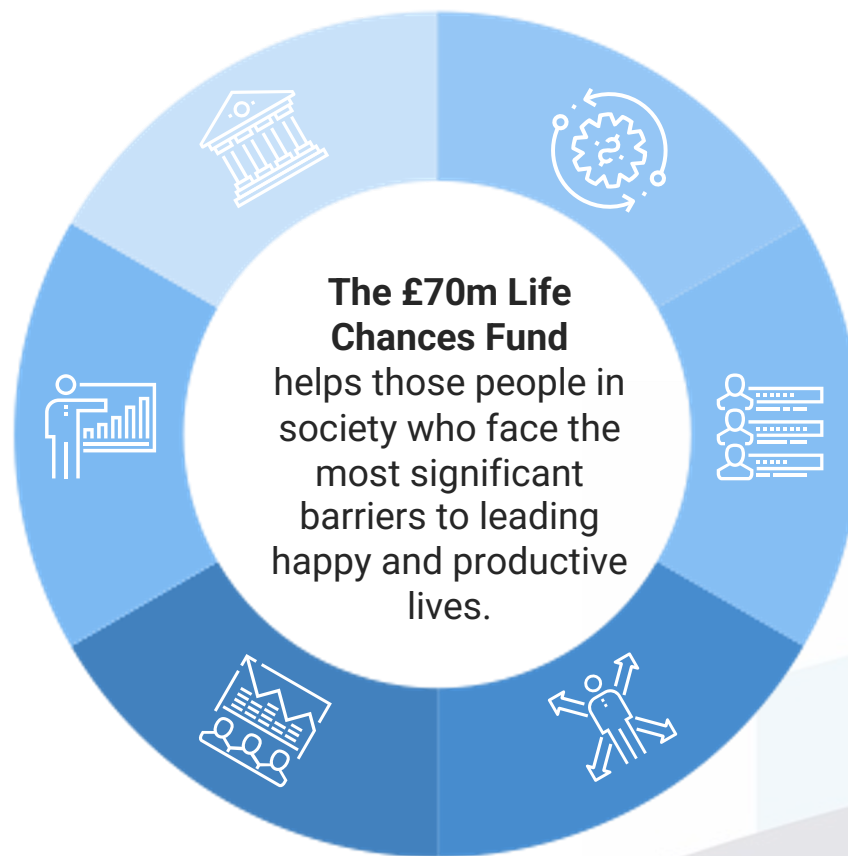 The £70m Life
Chances Fund
helps those people in
society who face the
most significant
barriers to leading
happy and productive
lives.